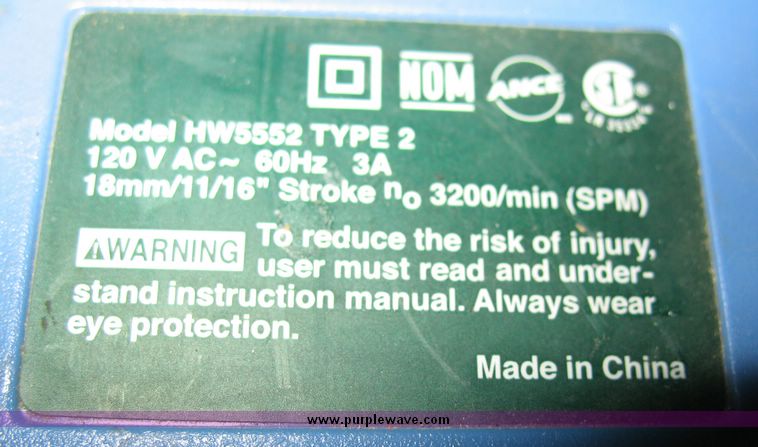 NOM
ANCE
Model HW5552 TYPE 2
120 V AC~ 60Hz 3A
18mm/11/16" Stroke no 3200/min (SPM)
WARNING To reduce the risk of injury,
user must read and under-
stand instruction manual. Always wear
eye protection.
Made in China
www.purplewave.com